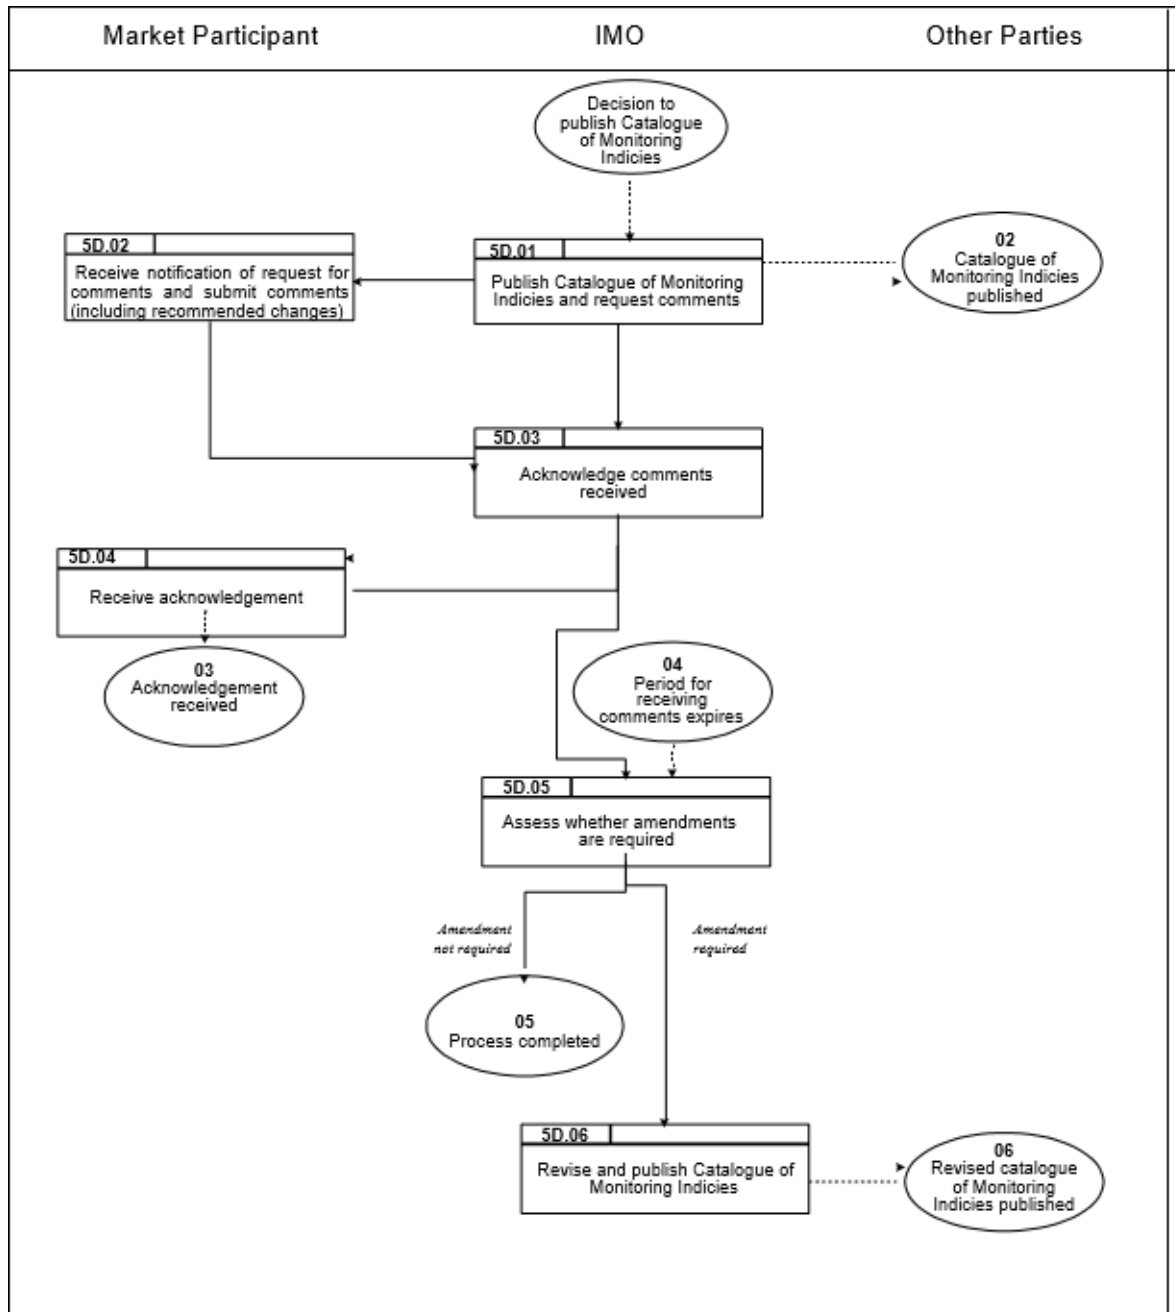 Market Participant
IMO
Other Parties
Decision to
publish Catalogue
of Monitoring
Indicies
5D.02
Receive notification of request for
comments and submit comments
(including recommended changes)
5D.01
Publish Catalogue of Monitoring
Indicies and request comments
02
Catalogue of
Monitoring Indicies
published
5D.03
Acknowledge comments
received
5D.04
Receive acknowledgement
03
Acknowledgement
received
04
Period for
receiving
comments expires
5D.05
Assess whether amendments
are required
Amendment
not required
Amendment
required
05
Process completed
5D.06
Revise and publish Catalogue of
Monitoring Indicies
06
Revised catalogue
of Monitoring
Indicies published